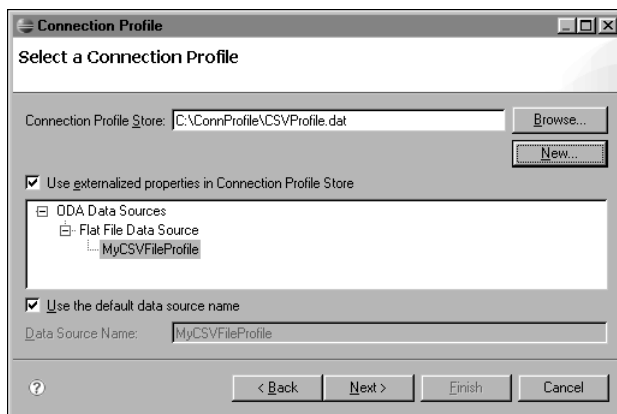 Connection Profile
Select a Connection Profile
Connection Profile Store: C:\ConnProfile\CSVProfile.dat Browse...
New...
Use externalized properties in Connection Profile Store
ODA Data Sources
Flat File Data Source
MyCSVFileProfile
Use the default data source name
Data Source Name: MyCSVFileProfile
? < Back Next > Finish Cancel